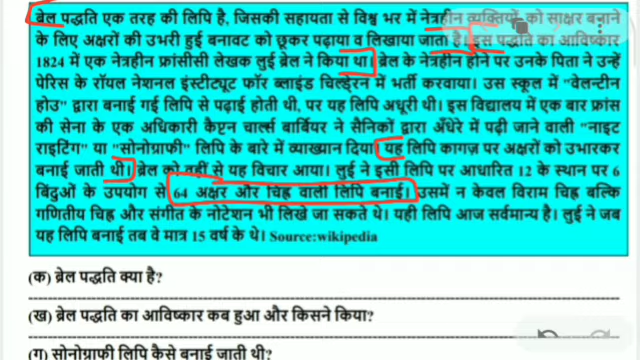 ब्रेल पद्धति एक तरह की लिपि है, जिसकी सहायता से विश्व भर में नेत्रहीन व्यक्तियों को साक्षर बनाने
के लिए अक्षरों की उभरी हुई बनावट को छूकर पढ़ाया व लिखाया जाता है। इस पद्धति का आविष्कार
1824 में एक नेत्रहीन फ्रांसीसी लेखक लुई ब्रेल ने किया था। ब्रेल के नेत्रहीन होने पर उनके पिता ने उन्हें
पेरिस के रॉयल नेशनल इंस्टीट्यूट फॉर ब्लाइंड चिल्ड्रेन में भर्ती करवाया। उस स्कूल में "वेलन्टीन
होउ" द्वारा बनाई गई लिपि से पढ़ाई होती थी, पर यह लिपि अधूरी थी। इस विद्यालय में एक बार फ्रांस
की सेना के एक अधिकारी कैप्टन चार्ल्स बार्बियर ने सैनिकों द्वारा अँधेरे में पढ़ी जाने वाली "नाइट
राइटिंग" या "सोनोग्राफी" लिपि के बारे में व्याख्यान दिया। यह लिपि कागज़ पर अक्षरों को उभारकर
बनाई जाती थी। ब्रेल को वहीं से यह विचार आया। लुई ने इसी लिपि पर आधारित 12 के स्थान पर 6
बिंदुओं के उपयोग से 64 अक्षर और चिह्न वाली लिपि बनाई। उसमें न केवल विराम चिह्न बल्कि
गणितीय चिह्न और संगीत के नोटेशन भी लिखे जा सकते थे। यही लिपि आज सर्वमान्य है। लुई ने जब
यह लिपि बनाई तब वे मात्र 15 वर्ष के थे। Source:wikipedia
(क) ब्रेल पद्धति क्या है?
(ख) ब्रेल पद्धति का आविष्कार कब हुआ और किसने किया?
(ग) सोनोग्राफी लिपि कैसे बनाई जाती थी?